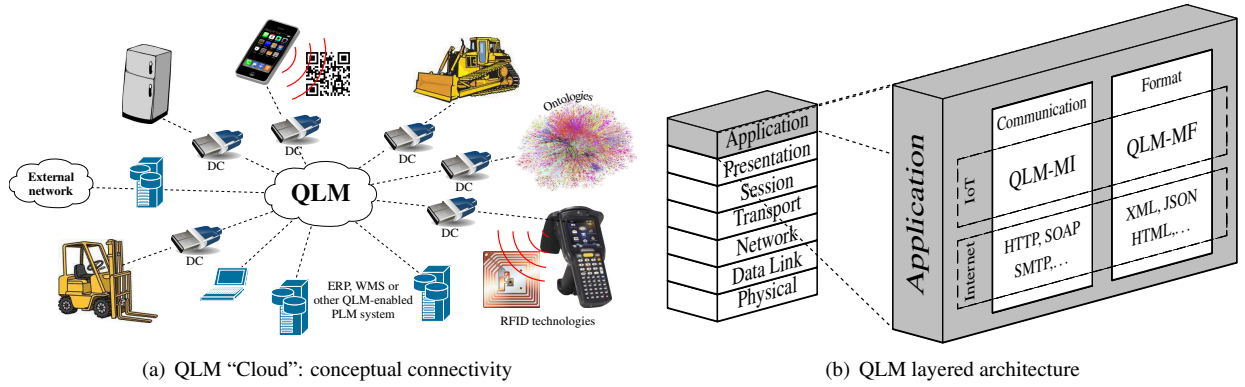 DC
DC
DC
Ontologies
DC
External
network
QLM
DC
DC
ERP, WMS or
other QLM-enabled
PLM system
RFID technologies
(a) QLM “Cloud”: conceptual connectivity
Application
Presentation
Session
Transport
Network
Data Link
Physical
Application
Communication
Format
IoT
QLM-MI
QLM-MF
Internet
HTTP, SOAP
SMTP,...
XML, JSON
HTML,...
(b) QLM layered architecture